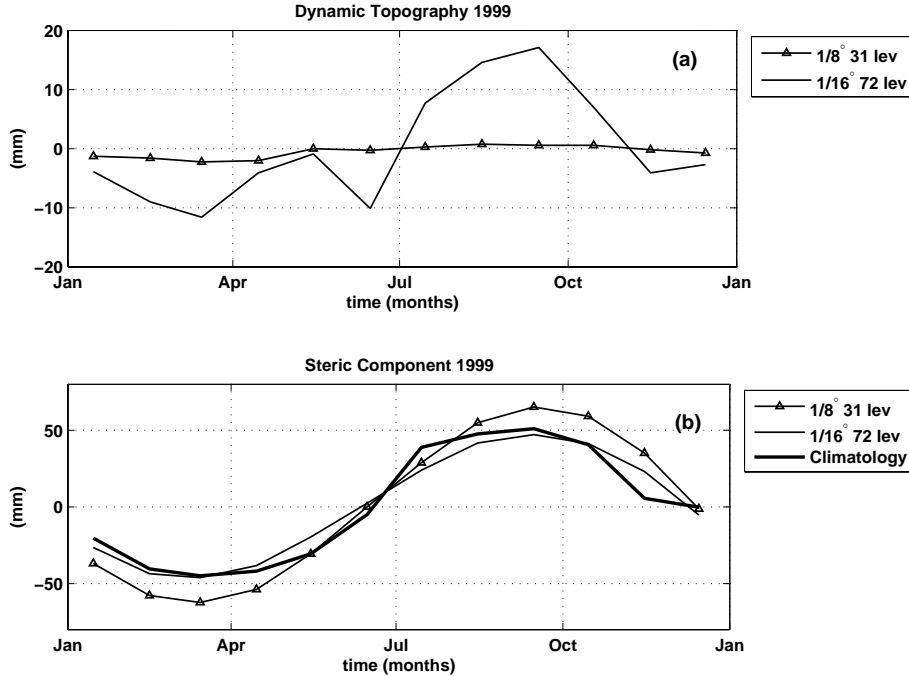 Dynamic Topography 1999
20
10
0
−10
−20
(mm)
(a)
1/8° 31 lev
1/16° 72 lev
Jan
Apr
Jul
Oct
Jan
time (months)
Steric Component 1999
50
0
−50
(mm)
(b)
1/8° 31 lev
1/16° 72 lev
Climatology
Jan
Apr
Jul
Oct
Jan
time (months)